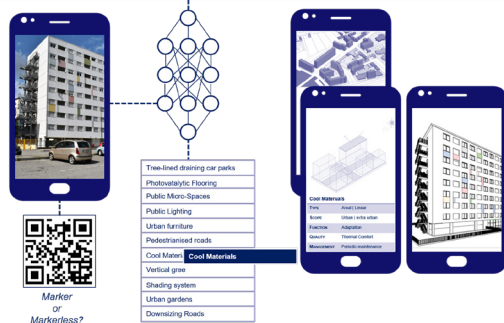 Tree-lined draining car parks
Photovatalytic Flooring
Public Micro-Spaces
Public Lighting
Urban furniture
Pedestrianised roads
Cool Materi
Cool Materials
Vertical gree
Shading system
Urban gardens
Downsizing Roads
Marker
or
Markerless?
Cool Materials
TYPE Areal / Linear
SCOPE Urban | extra urban
FUNCTION Adaptation
QUALITY Thermal Comfort
MANAGEMENT Periodic maintenance